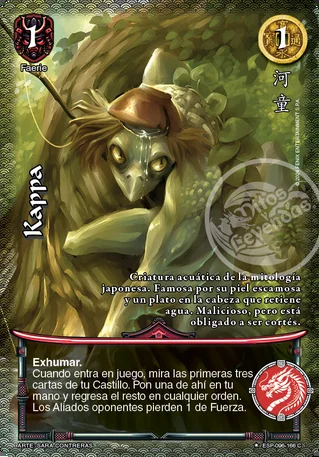 1
Faerie
1
河童
Kappa
Mitos y Leyendas
Criatura acuática de la mitología
japonesa. Famosa por su piel escamosa
y un plato en la cabeza que retiene
agua. Malicioso, pero está
obligado a ser cortés.
Exhumar.
Cuando entra en juego, mira las primeras tres
cartas de tu Castillo. Pon una de ahí en tu
mano y regresa el resto en cualquier orden.
Los Aliados oponentes pierden 1 de Fuerza.
ARTE: SARA CONTRERAS
ESP-096-166 C